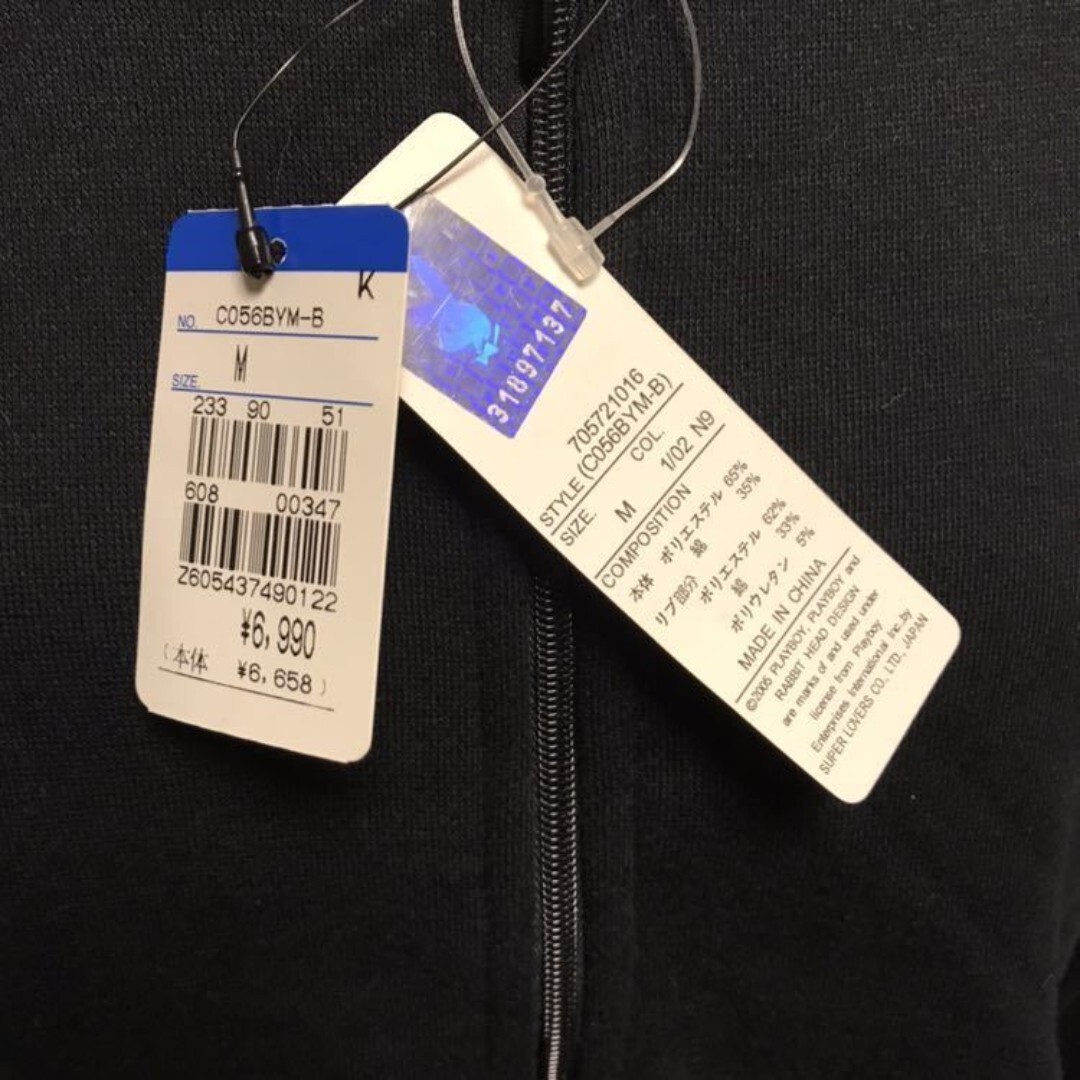 K
NO. C056BYM-B
SIZE. M
233 90 51
608 00347
Z605437490122
¥6,990
(本体 ¥6,658)
31897137
705721016
STYLE (C056BYM-B)
COL.
SIZE. M 1/02 N9
COMPOSITION
本体 ポリエステル 65%
綿 35%
リブ部分 ポリエステル 62%
綿 33%
ポリウレタン 5%
MADE IN CHINA
©2005 PLAYBOY, PLAYBOY and
RABBIT HEAD DESIGN
are marks of and used under
license from Playboy
Enterprises International Inc.,by
SUPER LOVERS CO., LTD., JAPAN